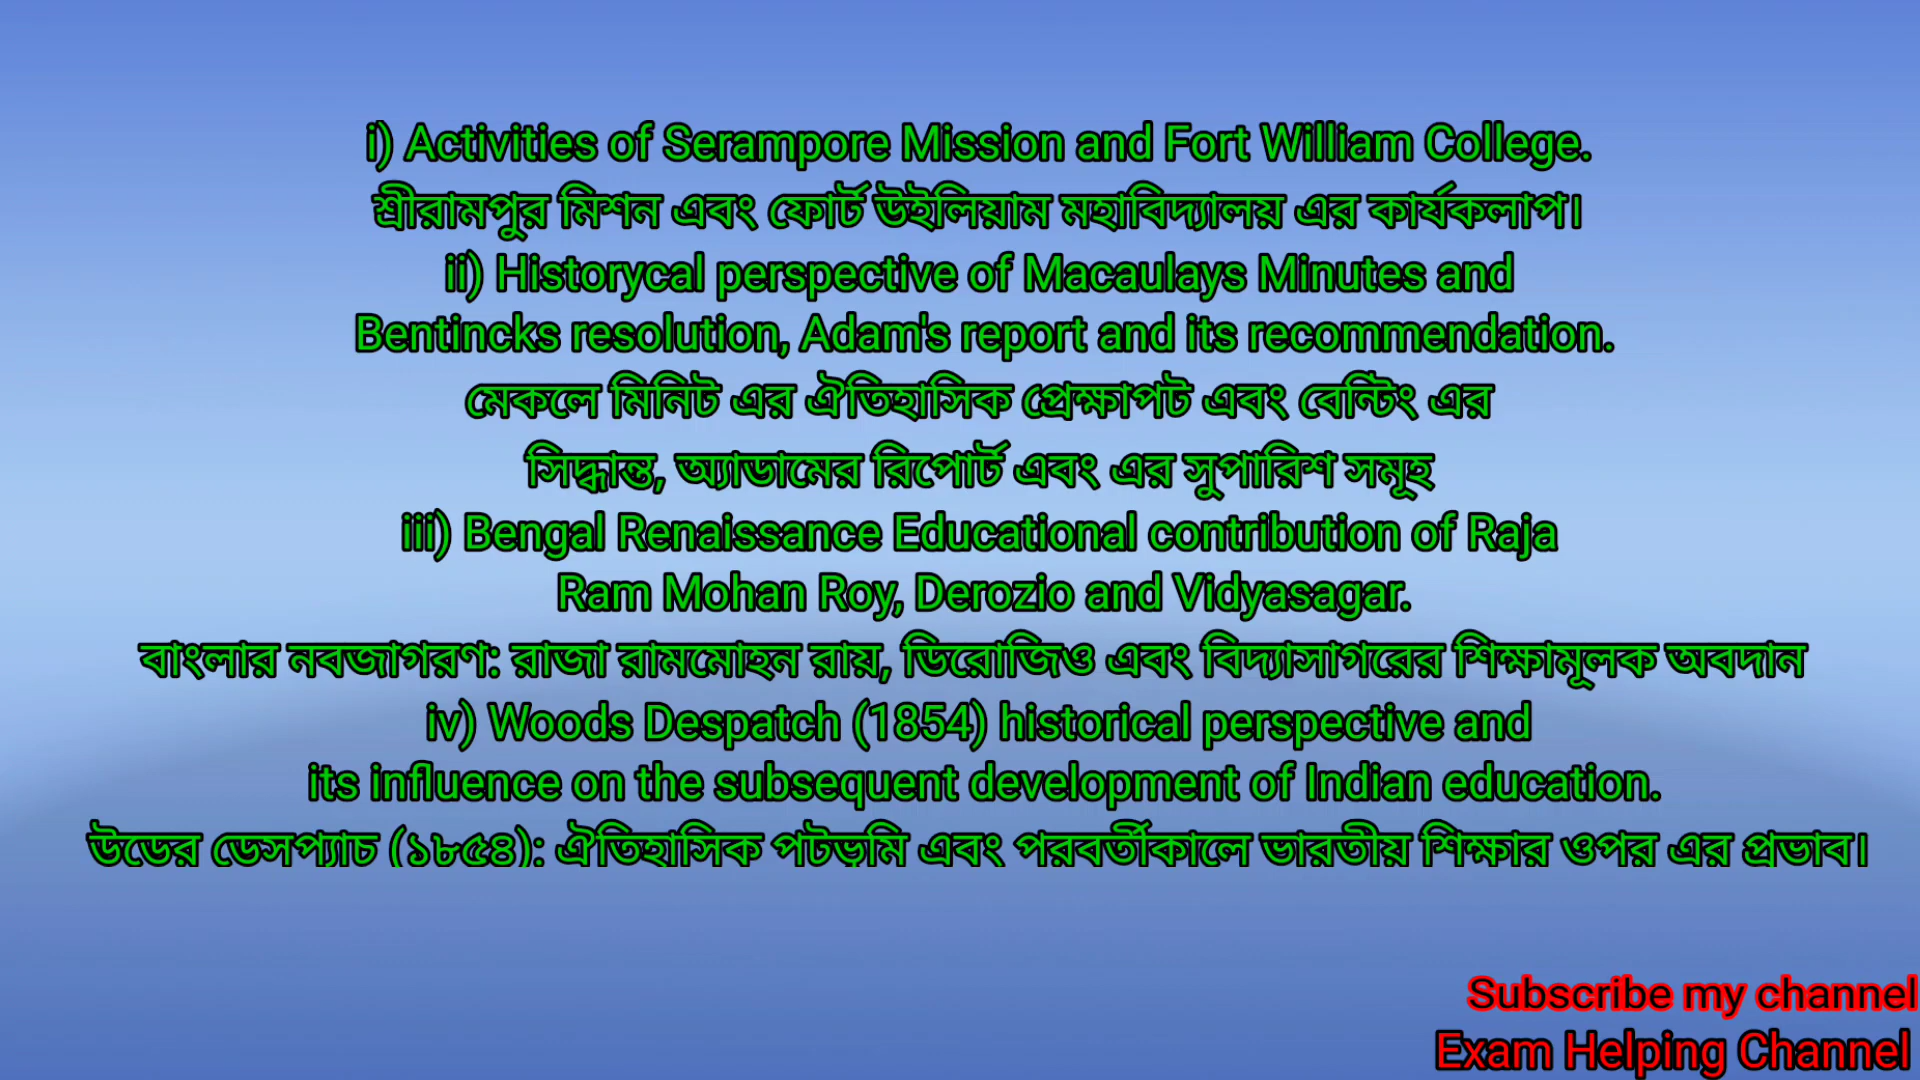 i) Activities of Serampore Mission and Fort William College.
শ্রীরামপুর মিশন এবং ফোর্ট উইলিয়াম মহাবিদ্যালয় এর কার্যকলাপ।
ii) Historycal perspective of Macaulays Minutes and
Bentincks resolution, Adam's report and its recommendation.
মেকলে মিনিট এর ঐতিহাসিক প্রেক্ষাপট এবং বেন্টিং এর
সিদ্ধান্ত, অ্যাডামের রিপোর্ট এবং এর সুপারিশ সমূহ
iii) Bengal Renaissance Educational contribution of Raja
Ram Mohan Roy, Derozio and Vidyasagar.
বাংলার নবজাগরণ: রাজা রামমোহন রায়, ডিরোজিও এবং বিদ্যাসাগরের শিক্ষামূলক অবদান
iv) Woods Despatch (1854) historical perspective and
its influence on the subsequent development of Indian education.
উডের ডেসপ্যাচ (১৮৫৪): ঐতিহাসিক পটভূমি এবং পরবর্তীকালে ভারতীয় শিক্ষার ওপর এর প্রভাব।
Subscribe my channel
Exam Helping Channel